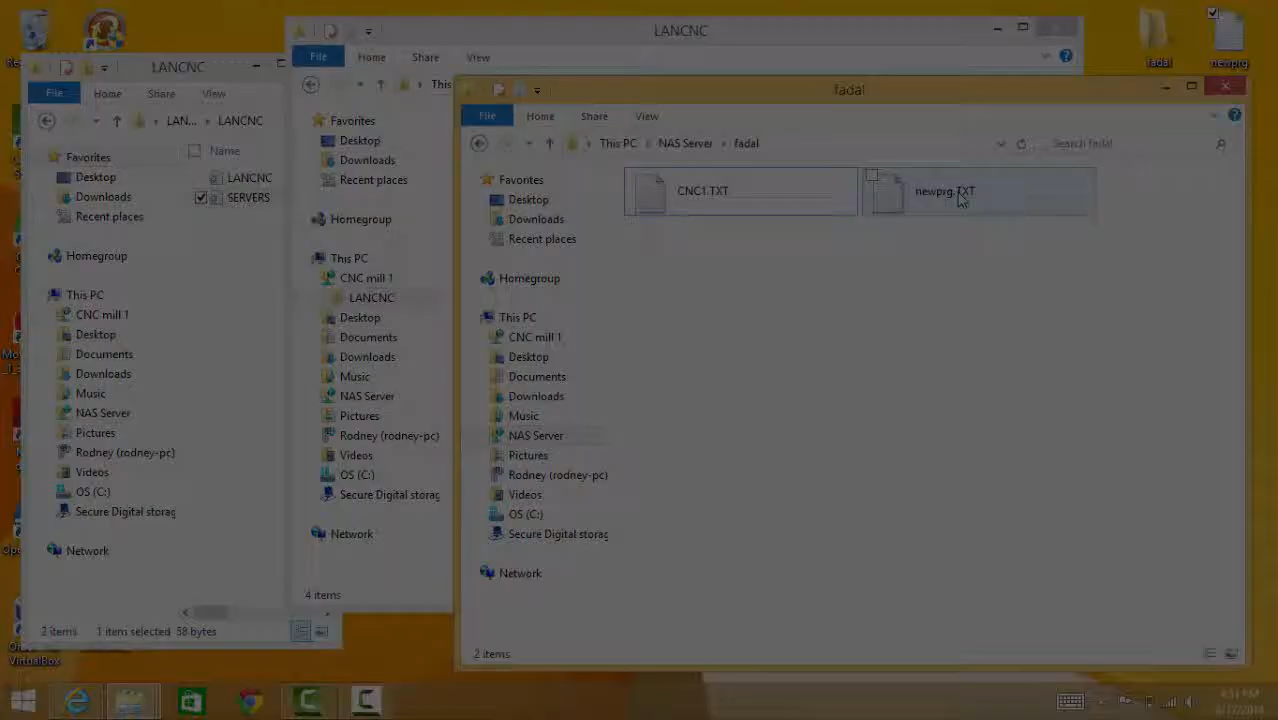 LANCNC
File
Home
Share
View
LAN...
LANCNC
Favorites
Desktop
Downloads
Recent places
Homegroup
This PC
CNC mill 1
Desktop
Documents
Downloads
Music
NAS Server
Pictures
Rodney (rodney-pc)
Videos
OS (C:)
Secure Digital storag
Network
Name
LANCNC
SERVERS
2 items
1 item selected 58 bytes
LANCNC
File
Home
Share
View
This
Favorites
Desktop
Downloads
Recent places
Homegroup
This PC
CNC mill 1
LANCNC
Desktop
Documents
Downloads
Music
NAS Server
Pictures
Rodney (rodney-pc)
Videos
OS (C:)
Secure Digital storag
Network
4 items
fadal
File
Home
Share
View
This PC
NAS Server
fadal
Search fadal
Favorites
Desktop
Downloads
Recent places
Homegroup
This PC
CNC mill 1
Desktop
Documents
Downloads
Music
NAS Server
Pictures
Rodney (rodney-pc)
Videos
OS (C:)
Secure Digital storag
Network
CNC1.TXT
newprg.TXT
2 items
fadal
newprg
VirtualBox